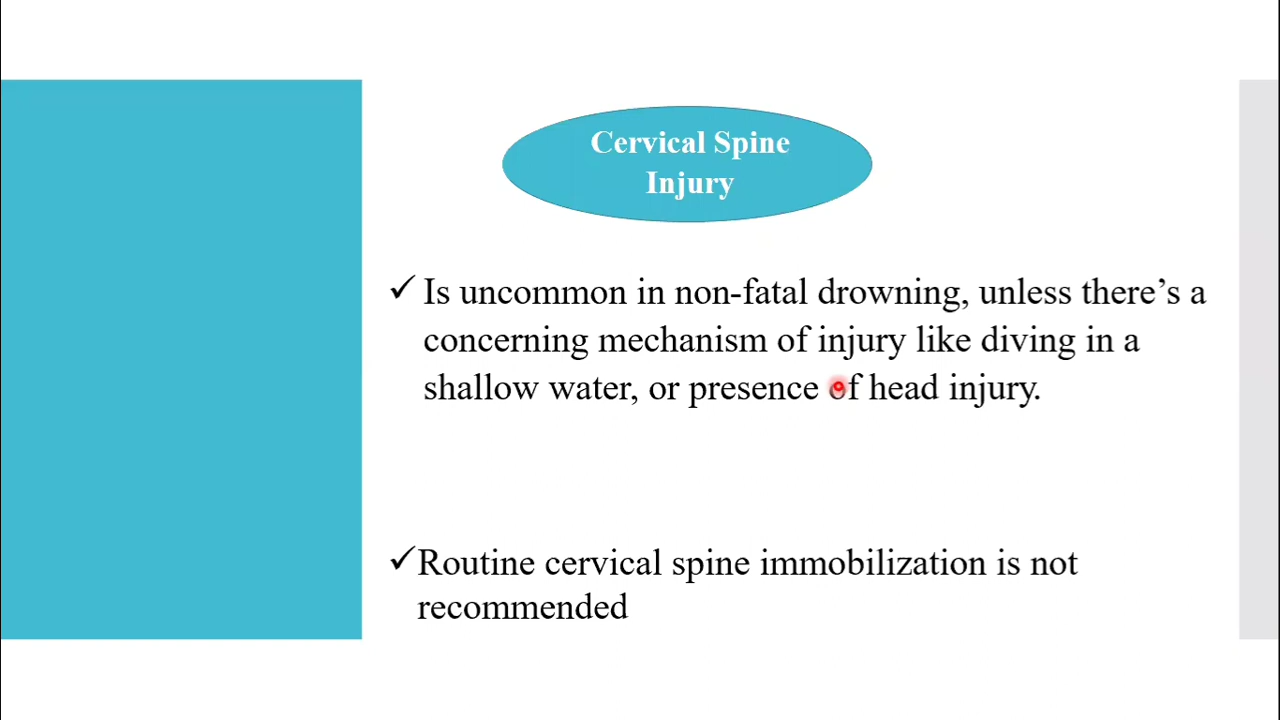 Cervical Spine
Injury
✓ Is uncommon in non-fatal drowning, unless there’s a
concerning mechanism of injury like diving in a
shallow water, or presence of head injury.
✓ Routine cervical spine immobilization is not
recommended